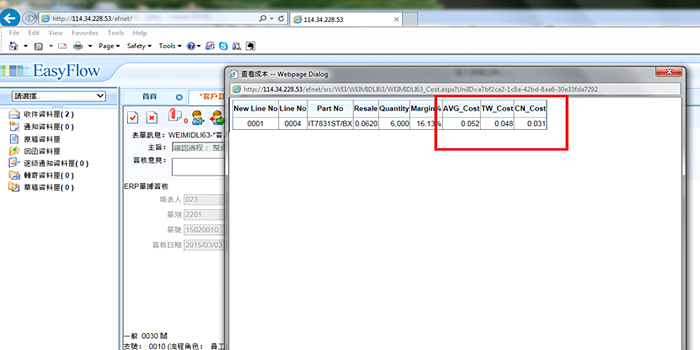 http://114.34.228.53/efnet/
114.34.228.53
File Edit View Favorites Tools Help
Page Safety Tools
EasyFlow
查看成本 -- Webpage Dialog
http://114.34.228.53/efnet/src/WEI/WEIMIDLI63/WEIMIDLI63_Cost.aspx?UniID=a7bf2ca2-1c8a-42bd-8ae6-30e33fda7292
請選擇..
首頁
New Line No Line No Part No Resale Quantity Margin% AVG_Cost TW_Cost CN_Cost
0001 0004 IT7831ST/BX 0.0620 6,000 16.13% 0.052 0.048 0.031
收件資料匣( 2 )
通知資料匣( 0 )
原稿資料匣
回函資料匣
逐級通知資料匣( 0 )
轉寄資料匣( 0 )
草稿資料匣( 0 )
0
表單訊息: WEIMIDLI63-*客
主旨: 確認過程: 整
簽核意見:
ERP單據簽核
填表人 023
單別 2201
單號 15020010
簽核日期 2015/03/03
一般 0030 關
支號: 0010 (流程角色: 員工